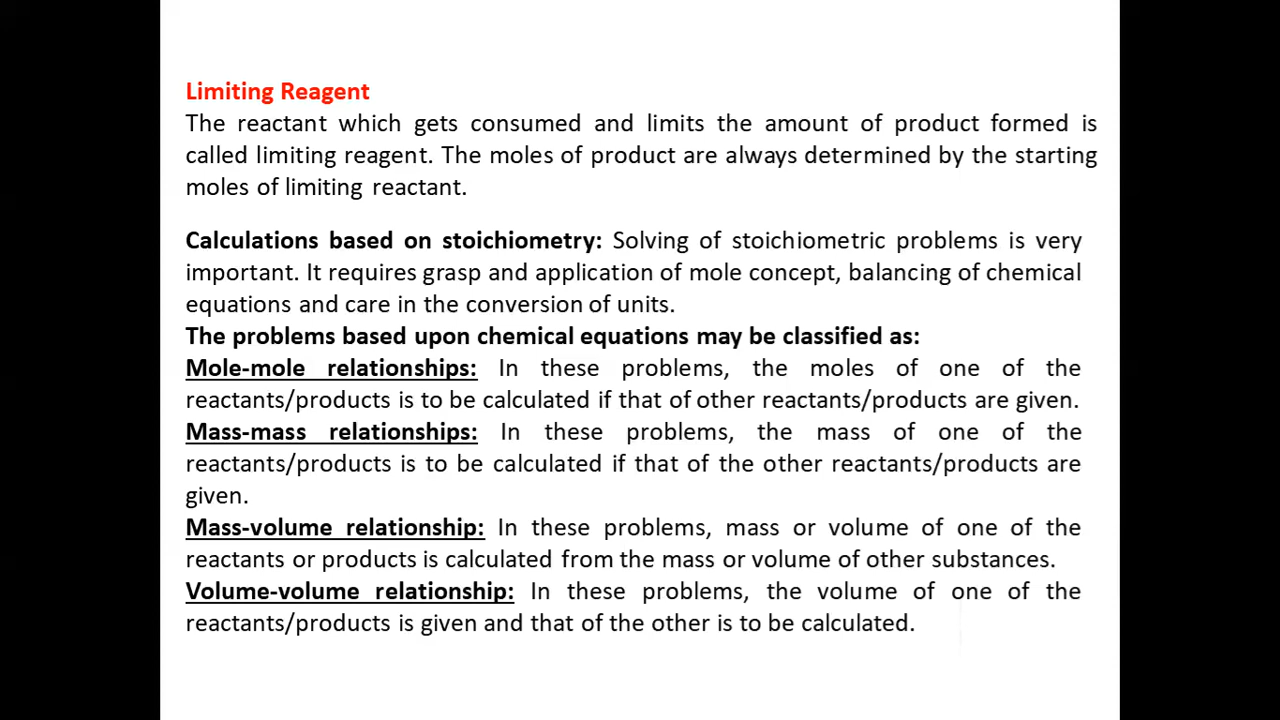 Limiting Reagent
The reactant which gets consumed and limits the amount of product formed is
called limiting reagent. The moles of product are always determined by the starting
moles of limiting reactant.
Calculations based on stoichiometry: Solving of stoichiometric problems is very
important. It requires grasp and application of mole concept, balancing of chemical
equations and care in the conversion of units.
The problems based upon chemical equations may be classified as:
Mole-mole relationships: In these problems, the moles of one of the
reactants/products is to be calculated if that of other reactants/products are given.
Mass-mass relationships: In these problems, the mass of one of the
reactants/products is to be calculated if that of the other reactants/products are
given.
Mass-volume relationship: In these problems, mass or volume of one of the
reactants or products is calculated from the mass or volume of other substances.
Volume-volume relationship: In these problems, the volume of one of the
reactants/products is given and that of the other is to be calculated.